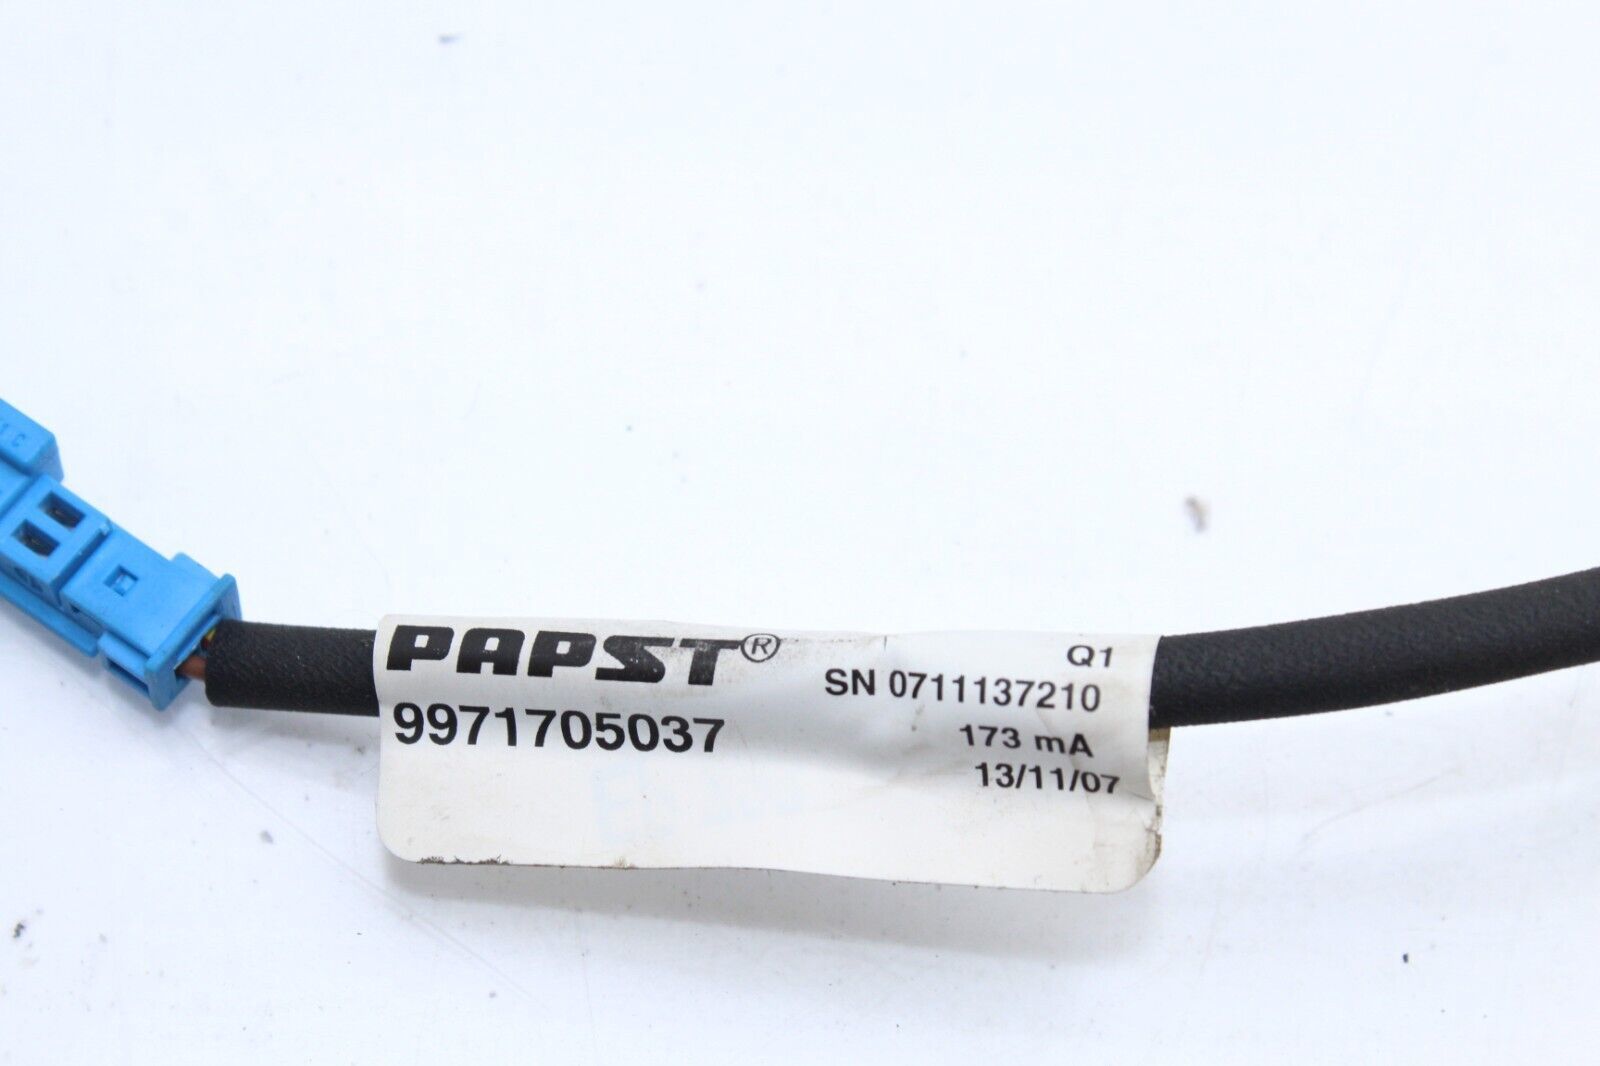 PAPST®
9971705037
Q1
SN 0711137210
173 mA
13/11/07